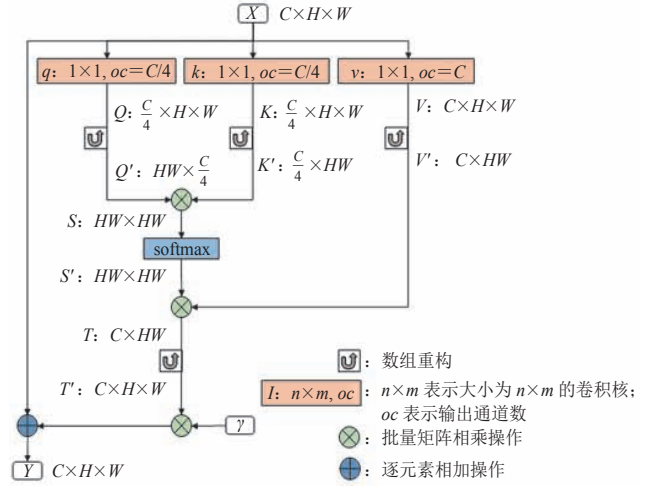 X C×H×W
q: 1×1, oc=C/4 k: 1×1, oc=C/4 v: 1×1, oc=C
Q: C/4 ×H×W K: C/4 ×H×W V: C×H×W
Q′: HW× C/4 K′: C/4 ×HW V′: C×HW
S: HW×HW
softmax
S′: HW×HW
T: C×HW
T′: C×H×W
γ
Y C×H×W
:数组重构
I: n×m, oc :n×m 表示大小为 n×m 的卷积核;
oc 表示输出通道数
:批量矩阵相乘操作
:逐元素相加操作